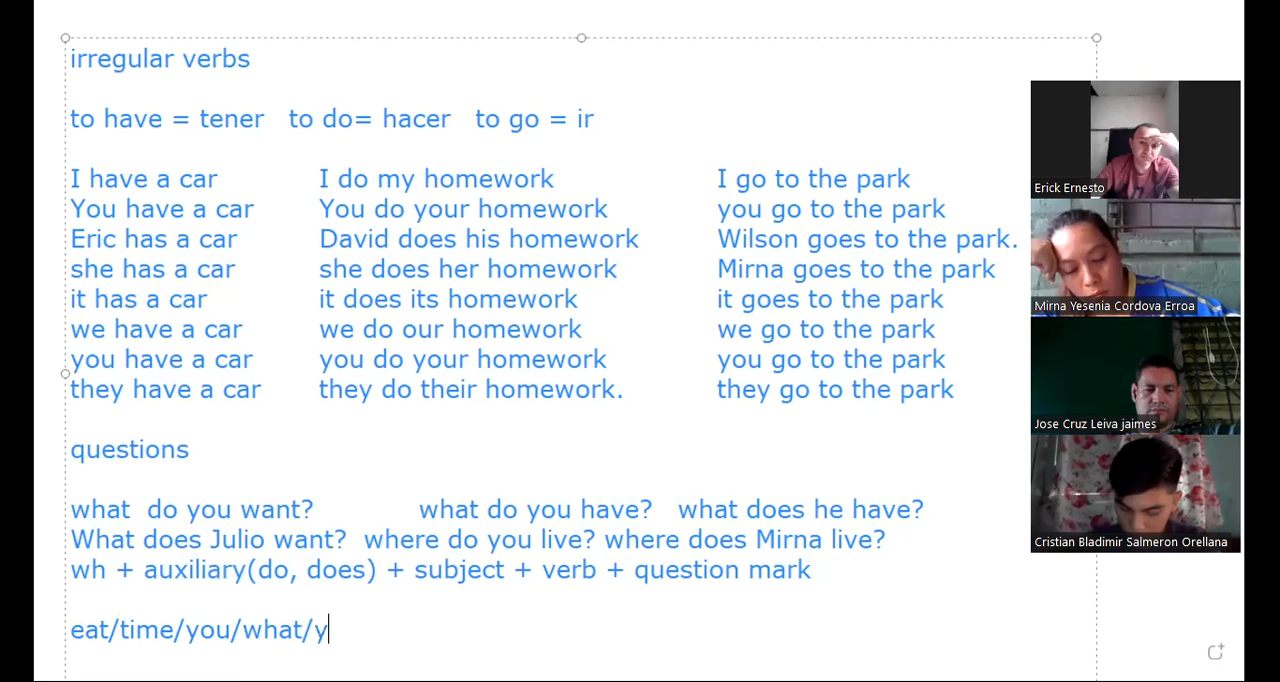 irregular verbs
to have = tener to do= hacer to go = ir
I have a car I do my homework I go to the park
You have a car You do your homework you go to the park
Eric has a car David does his homework Wilson goes to the park.
she has a car she does her homework Mirna goes to the park
it has a car it does its homework it goes to the park
we have a car we do our homework we go to the park
you have a car you do your homework you go to the park
they have a car they do their homework. they go to the park
questions
what do you want? what do you have? what does he have?
What does Julio want? where do you live? where does Mirna live?
wh + auxiliary(do, does) + subject + verb + question mark
eat/time/you/what/y
Erick Ernesto
Mirna Yesenia Cordova Erroa
Jose Cruz Leiva jaimes
Cristian Bladimir Salmeron Orellana